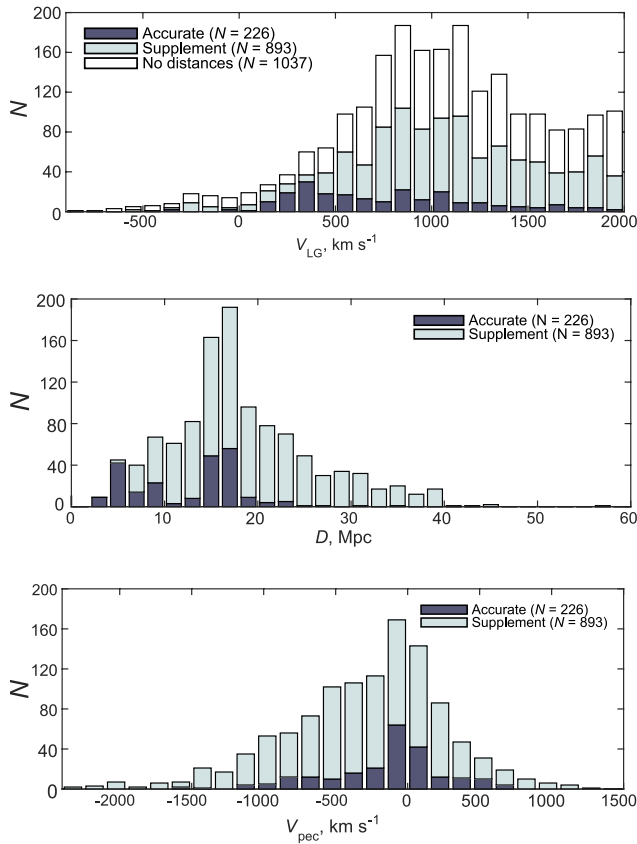 200
160
120
80
40
0
N
Accurate (N = 226)
Supplement (N = 893)
No distances (N = 1037)
-500 0 500 1000 1500 2000
V_LG, km s⁻¹
200
160
120
80
40
0
N
Accurate (N = 226)
Supplement (N = 893)
0 10 20 30 40 50 60
D, Mpc
200
160
120
80
40
0
N
Accurate (N = 226)
Supplement (N = 893)
-2000 -1500 -1000 -500 0 500 1000 1500
V_pec, km s⁻¹